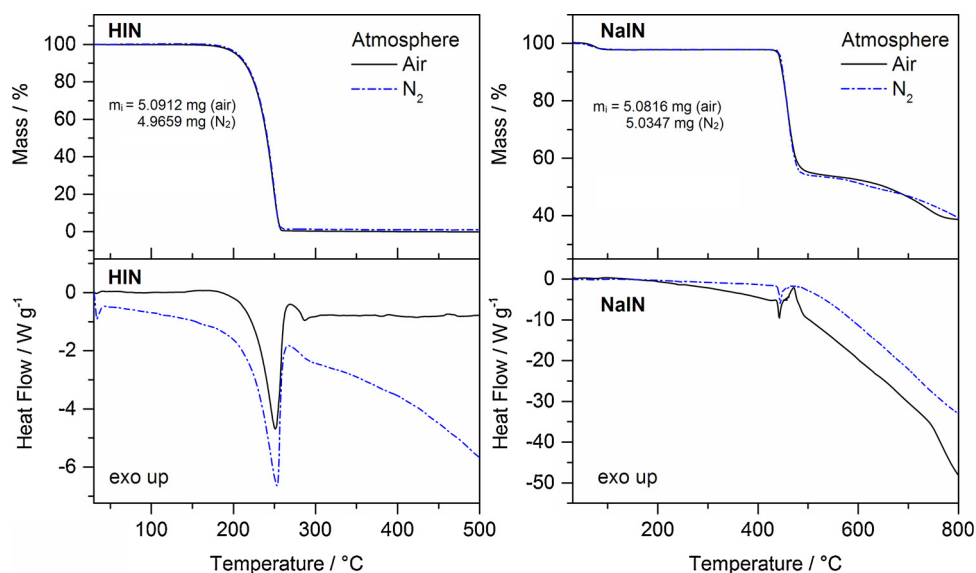 HIN
Atmosphere
Air
N2
mi = 5.0912 mg (air)
4.9659 mg (N2)
Mass / %
100
80
60
40
20
0
NaIN
Atmosphere
Air
N2
mi = 5.0816 mg (air)
5.0347 mg (N2)
Mass / %
100
80
60
40
HIN
exo up
Heat Flow / W g-1
0
-2
-4
-6
100
200
300
400
500
Temperature / °C
NaIN
exo up
Heat Flow / W g-1
0
-10
-20
-30
-40
-50
200
400
600
800
Temperature / °C